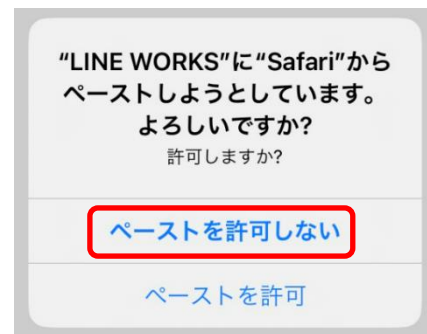 “LINE WORKS”に“Safari”から
ペーストしようとしています。
よろしいですか?
許可しますか?
ペーストを許可しない
ペーストを許可